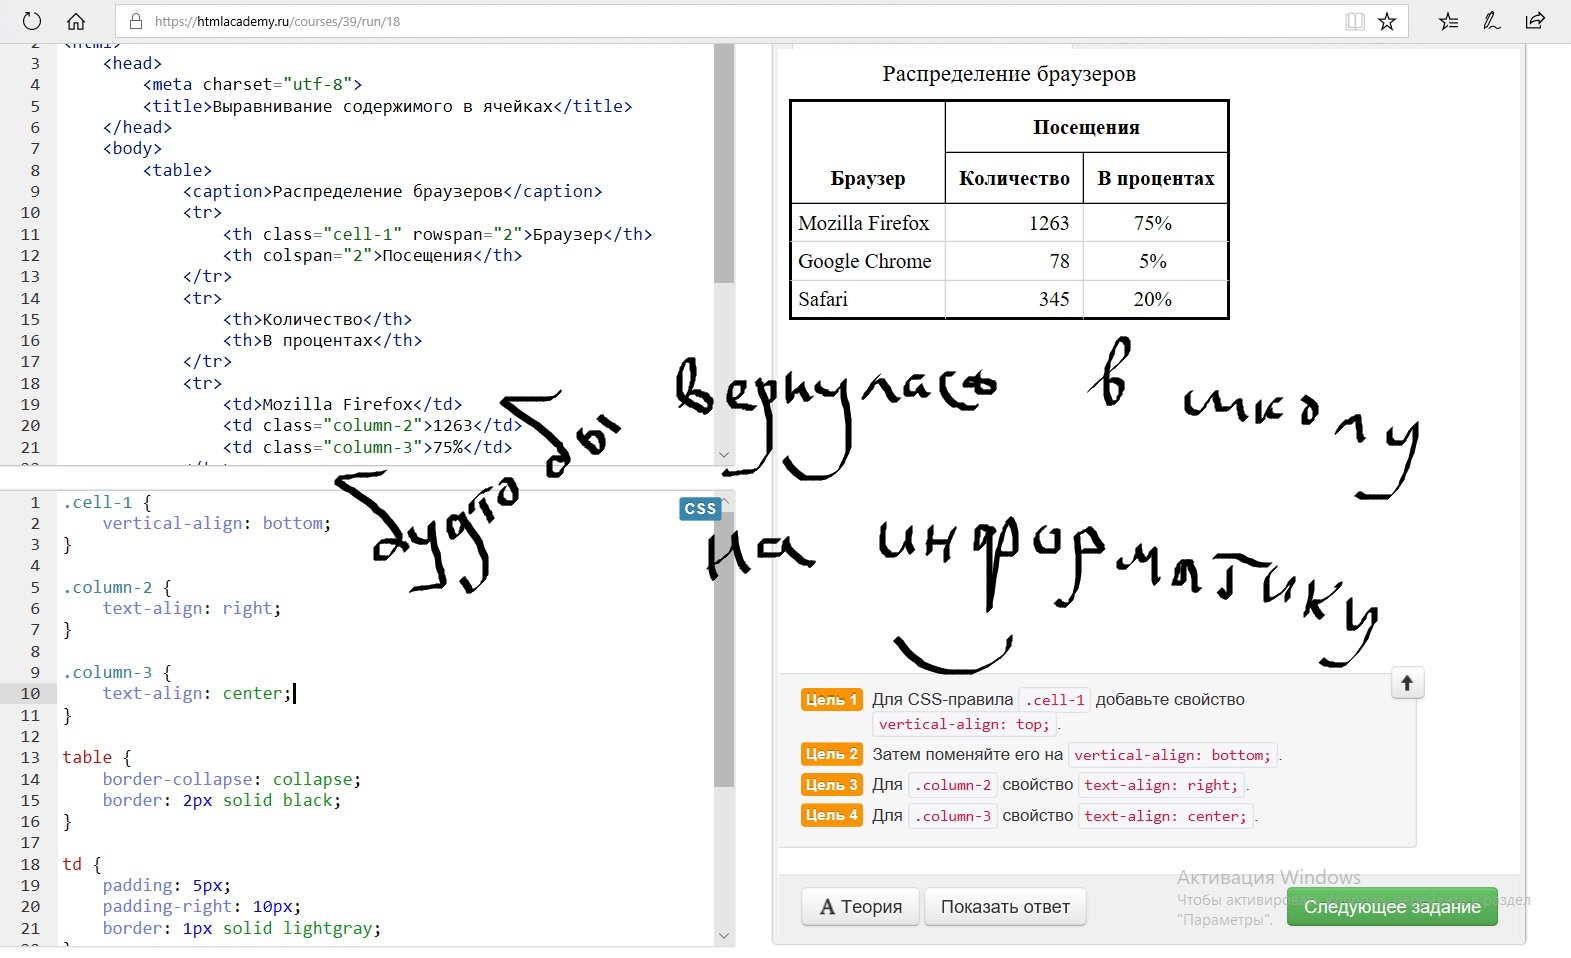 https://htmlacademy.ru/courses/39/run/18
3 <head>
4 <meta charset="utf-8">
5 <title>Выравнивание содержимого в ячейках</title>
6 </head>
7 <body>
8 <table>
9 <caption>Распределение браузеров</caption>
10 <tr>
11 <th class="cell-1" rowspan="2">Браузер</th>
12 <th colspan="2">Посещения</th>
13 </tr>
14 <tr>
15 <th>Количество</th>
16 <th>В процентах</th>
17 </tr>
18 <tr>
19 <td>Mozilla Firefox</td>
20 <td class="column-2">1263</td>
21 <td class="column-3">75%</td>
CSS
1 .cell-1 {
2 vertical-align: bottom;
3 }
4
5 .column-2 {
6 text-align: right;
7 }
8
9 .column-3 {
10 text-align: center;
11 }
12
13 table {
14 border-collapse: collapse;
15 border: 2px solid black;
16 }
17
18 td {
19 padding: 5px;
20 padding-right: 10px;
21 border: 1px solid lightgray;
Распределение браузеров
Посещения
Браузер Количество В процентах
Mozilla Firefox 1263 75%
Google Chrome 78 5%
Safari 345 20%
будто бы вернулась в школу
на информатику
Цель 1 Для CSS-правила .cell-1 добавьте свойство
vertical-align: top; .
Цель 2 Затем поменяйте его на vertical-align: bottom; .
Цель 3 Для .column-2 свойство text-align: right; .
Цель 4 Для .column-3 свойство text-align: center; .
Активация Windows
Чтобы активировать Windows, перейдите в раздел
"Параметры".
A Теория Показать ответ Следующее задание